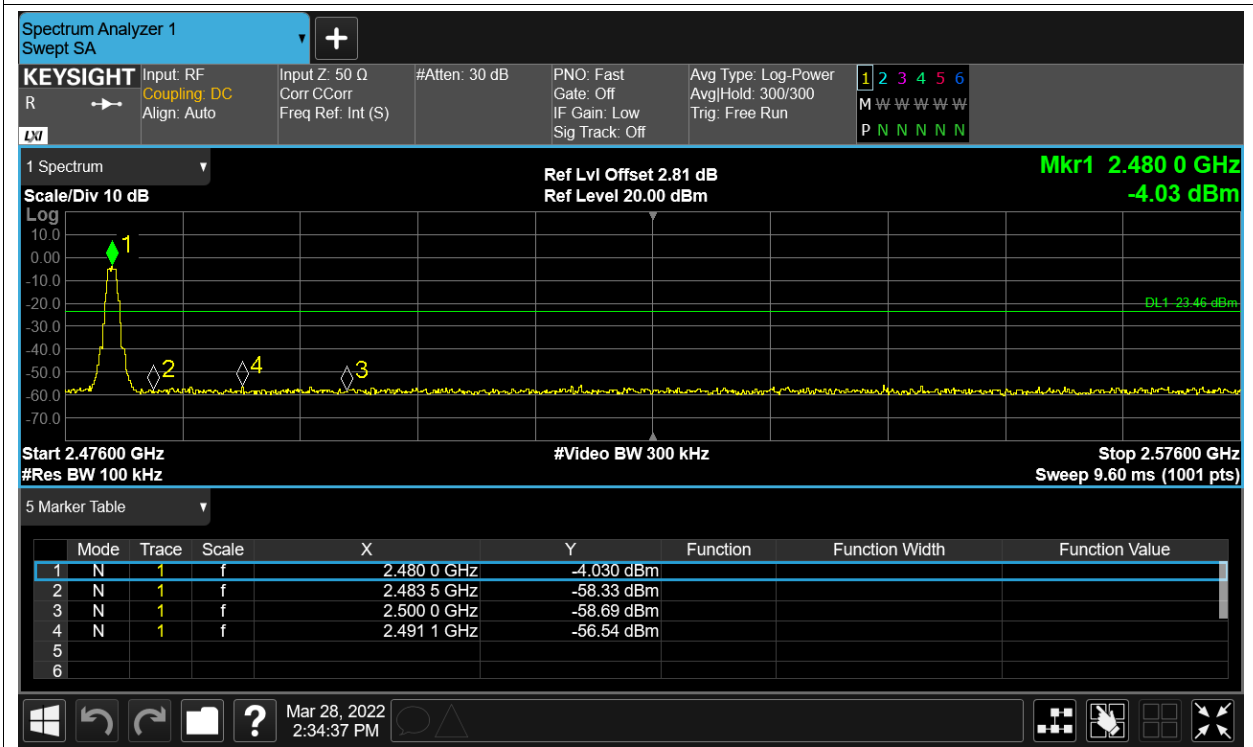 Spectrum Analyzer 1
Swept SA
+
KEYSIGHT Input: RF Input Z: 50 Ω #Atten: 30 dB PNO: Fast Avg Type: Log-Power 1 2 3 4 5 6
R Coupling: DC Corr CCorr Gate: Off Avg|Hold: 300/300 M W W W W W
Align: Auto Freq Ref: Int (S) IF Gain: Low Trig: Free Run
LXI Sig Track: Off P N N N N N
1 Spectrum Ref Lvl Offset 2.81 dB Mkr1 2.480 0 GHz
Scale/Div 10 dB Ref Level 20.00 dBm -4.03 dBm
Log
10.0 1
0.00
-10.0
-20.0 DL1 -23.46 dBm
-30.0
-40.0
-50.0 2 4 3
-60.0
-70.0
Start 2.47600 GHz #Video BW 300 kHz Stop 2.57600 GHz
#Res BW 100 kHz Sweep 9.60 ms (1001 pts)
5 Marker Table
Mode Trace Scale X Y Function Function Width Function Value
1 N 1 f 2.480 0 GHz -4.030 dBm
2 N 1 f 2.483 5 GHz -58.33 dBm
3 N 1 f 2.500 0 GHz -58.69 dBm
4 N 1 f 2.491 1 GHz -56.54 dBm
5
6
? Mar 28, 2022
2:34:37 PM